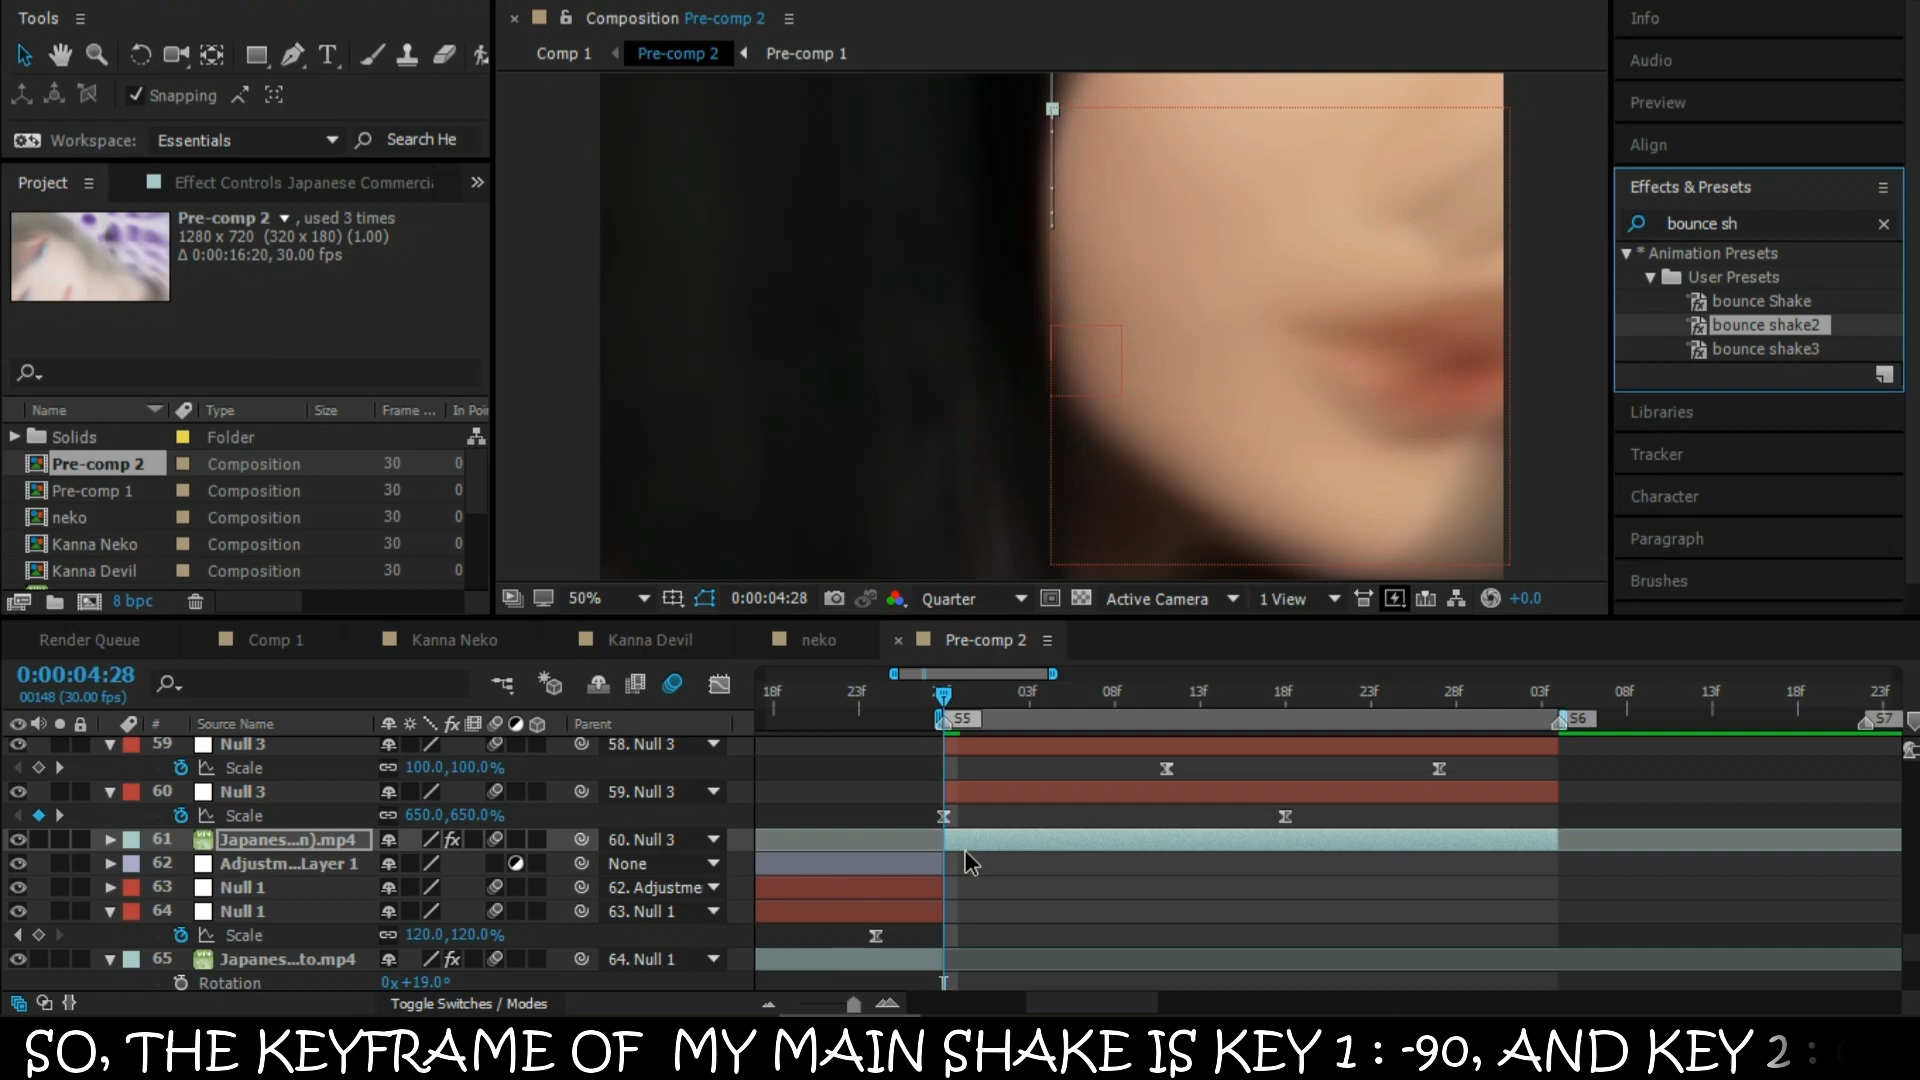 Tools
Snapping
Workspace: Essentials Search He
Project Effect Controls Japanese Commerci
Pre-comp 2 , used 3 times
1280 x 720 (320 x 180) (1.00)
Δ 0:00:16:20, 30.00 fps
Name Type Size Frame ... In Poi
Solids Folder
Pre-comp 2 Composition 30 0
Pre-comp 1 Composition 30 0
neko Composition 30 0
Kanna Neko Composition 30 0
Kanna Devil Composition 30 0
8 bpc
Composition Pre-comp 2
Comp 1 Pre-comp 2 Pre-comp 1
50% 0:00:04:28 Quarter Active Camera 1 View +0.0
Info
Audio
Preview
Align
Effects & Presets
bounce sh
* Animation Presets
User Presets
bounce Shake
bounce shake2
bounce shake3
Libraries
Tracker
Character
Paragraph
Brushes
Render Queue Comp 1 Kanna Neko Kanna Devil neko Pre-comp 2
0:00:04:28
00148 (30.00 fps)
18f 23f 03f 08f 13f 18f 23f 28f 03f 08f 13f 18f 23f
S5 S6 S7
# Source Name Parent
59 Null 3 58. Null 3
Scale 100.0,100.0%
60 Null 3 59. Null 3
Scale 650.0,650.0%
61 Japanes...n).mp4 60. Null 3
62 Adjustm...Layer 1 None
63 Null 1 62. Adjustme
64 Null 1 63. Null 1
Scale 120.0,120.0%
65 Japanes...to.mp4 64. Null 1
Rotation 0x+19.0°
Toggle Switches / Modes
SO, THE KEYFRAME OF MY MAIN SHAKE IS KEY 1 : -90, AND KEY 2 :